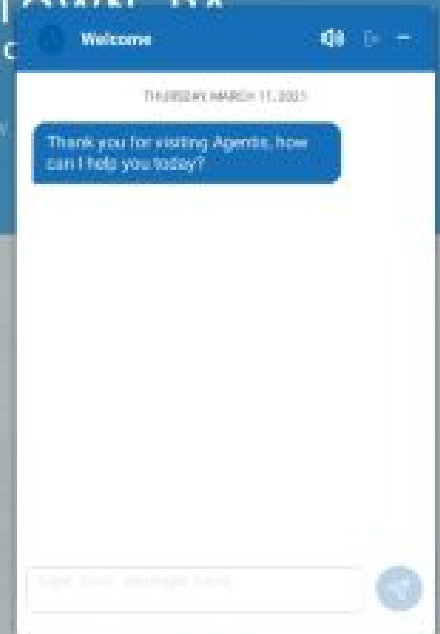 Welcome
THURSDAY, MARCH 11, 2021
Thank you for visiting Agentis, how
can I help you today?
Type your message here